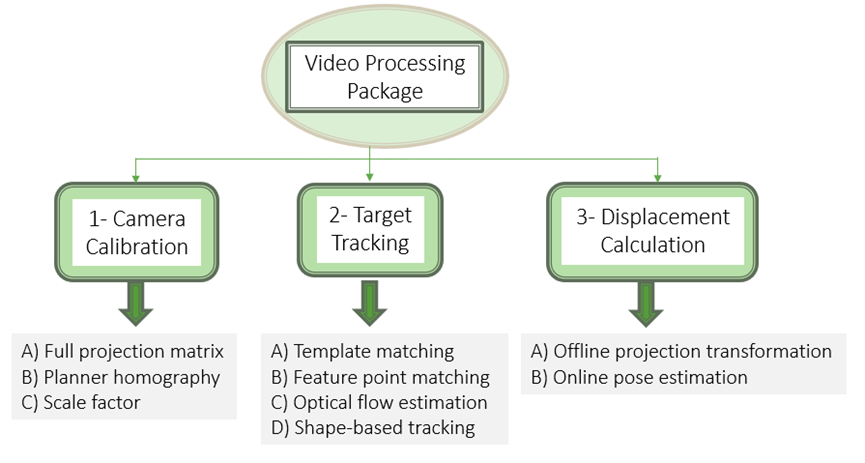 Video Processing
Package
1- Camera
Calibration
2- Target
Tracking
3- Displacement
Calculation
A) Full projection matrix
B) Planner homography
C) Scale factor
A) Template matching
B) Feature point matching
C) Optical flow estimation
D) Shape-based tracking
A) Offline projection transformation
B) Online pose estimation